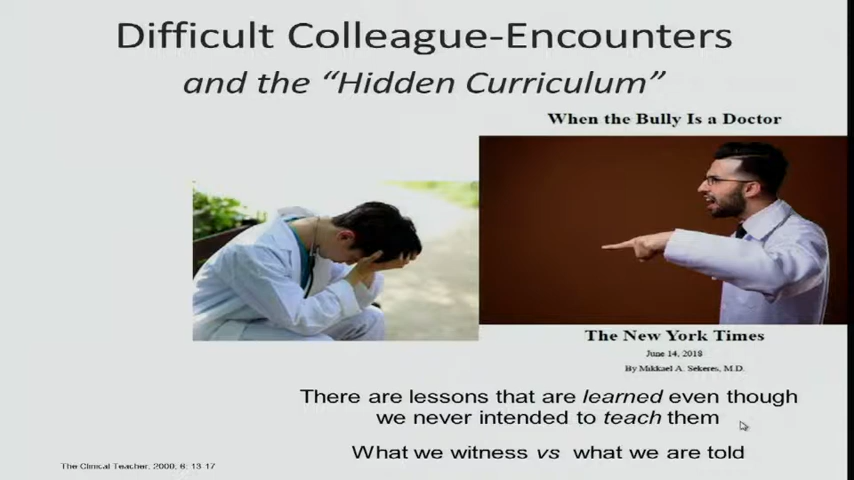 Difficult Colleague-Encounters
and the “Hidden Curriculum”
When the Bully Is a Doctor
The New York Times
June 14, 2018
By Mikkael A. Sekeres, M.D.
There are lessons that are learned even though
we never intended to teach them
What we witness vs what we are told
The Clinical Teacher, 2000, 6; 13-17